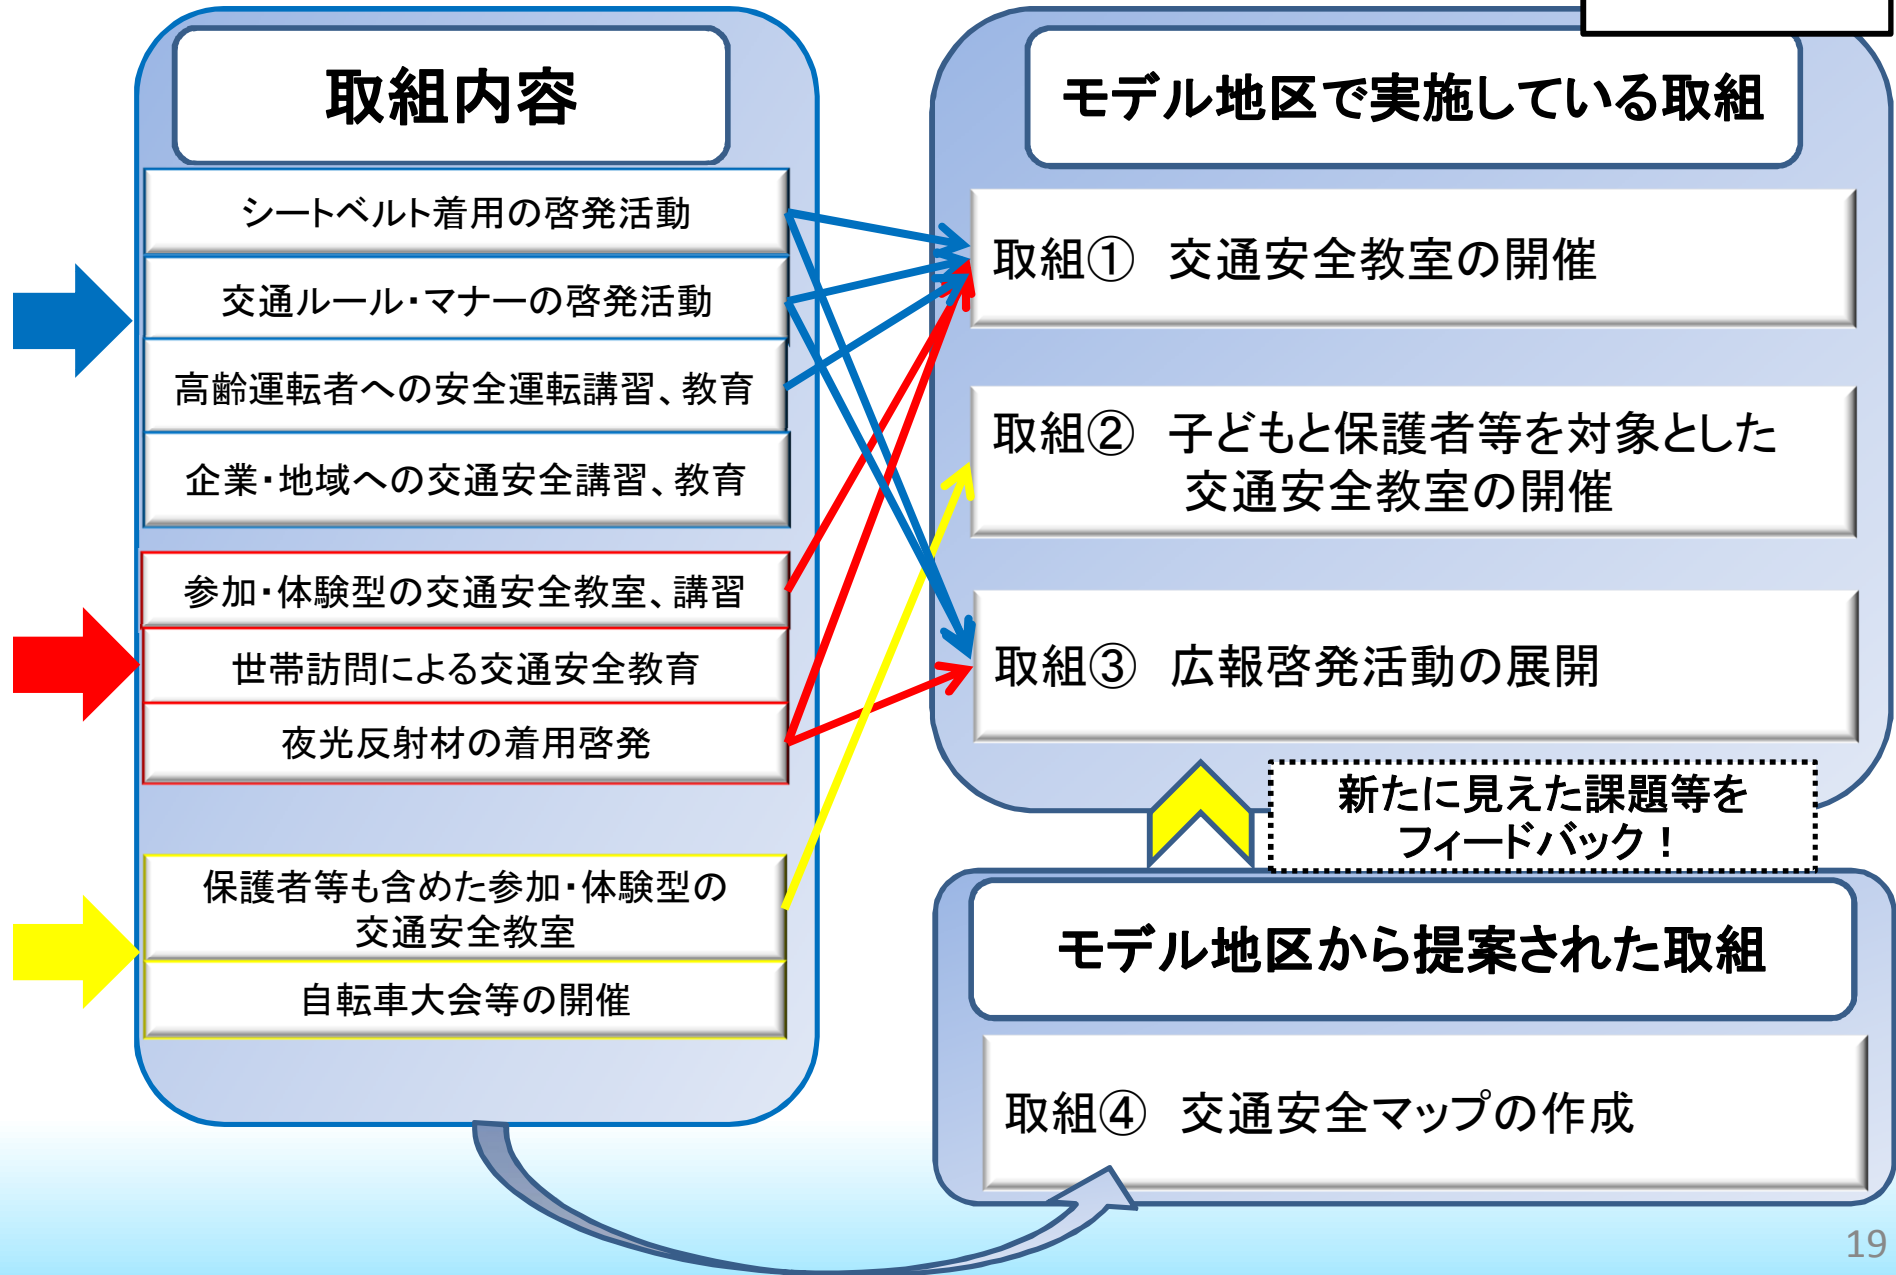 取組内容
シートベルト着用の啓発活動
交通ルール・マナーの啓発活動
高齢運転者への安全運転講習、教育
企業・地域への交通安全講習、教育
参加・体験型の交通安全教室、講習
世帯訪問による交通安全教育
夜光反射材の着用啓発
保護者等も含めた参加・体験型の
交通安全教室
自転車大会等の開催
モデル地区で実施している取組
取組①　交通安全教室の開催
取組②　子どもと保護者等を対象とした
交通安全教室の開催
取組③　広報啓発活動の展開
新たに見えた課題等を
フィードバック！
モデル地区から提案された取組
取組④　交通安全マップの作成
19